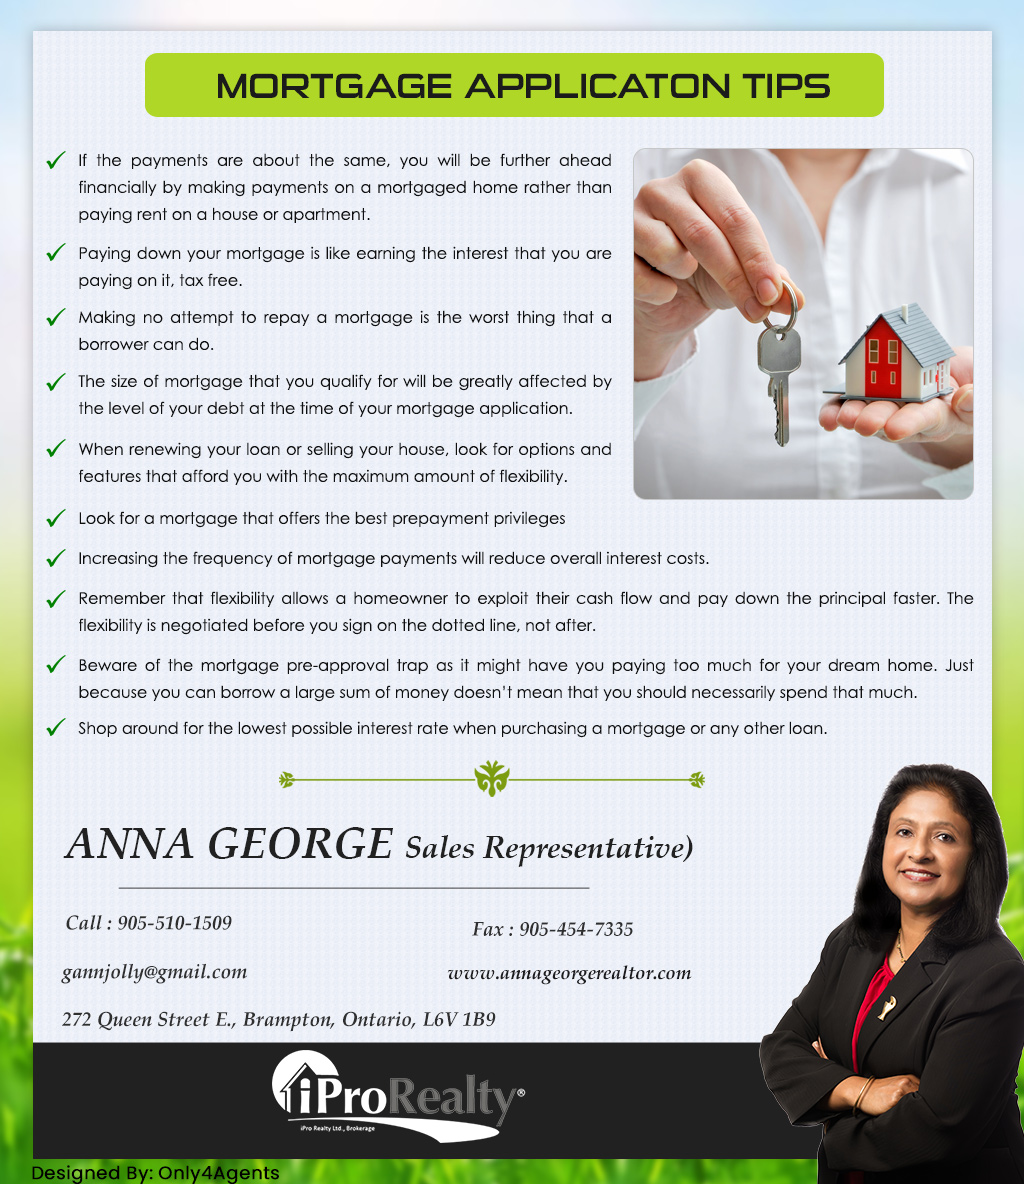 MORTGAGE APPLICATON TIPS
If the payments are about the same, you will be further ahead
financially by making payments on a mortgaged home rather than
paying rent on a house or apartment.
Paying down your mortgage is like earning the interest that you are
paying on it, tax free.
Making no attempt to repay a mortgage is the worst thing that a
borrower can do.
The size of mortgage that you qualify for will be greatly affected by
the level of your debt at the time of your mortgage application.
When renewing your loan or selling your house, look for options and
features that afford you with the maximum amount of flexibility.
Look for a mortgage that offers the best prepayment privileges
Increasing the frequency of mortgage payments will reduce overall interest costs.
Remember that flexibility allows a homeowner to exploit their cash flow and pay down the principal faster. The
flexibility is negotiated before you sign on the dotted line, not after.
Beware of the mortgage pre-approval trap as it might have you paying too much for your dream home. Just
because you can borrow a large sum of money doesn't mean that you should necessarily spend that much.
Shop around for the lowest possible interest rate when purchasing a mortgage or any other loan.
ANNA GEORGE Sales Representative)
Call : 905-510-1509
Fax : 905-454-7335
gannjolly@gmail.com
www.annageorgerealtor.com
272 Queen Street E., Brampton, Ontario, L6V 1B9
iProRealty®
iPro Realty Ltd., Brokerage
Designed By: Only4Agents